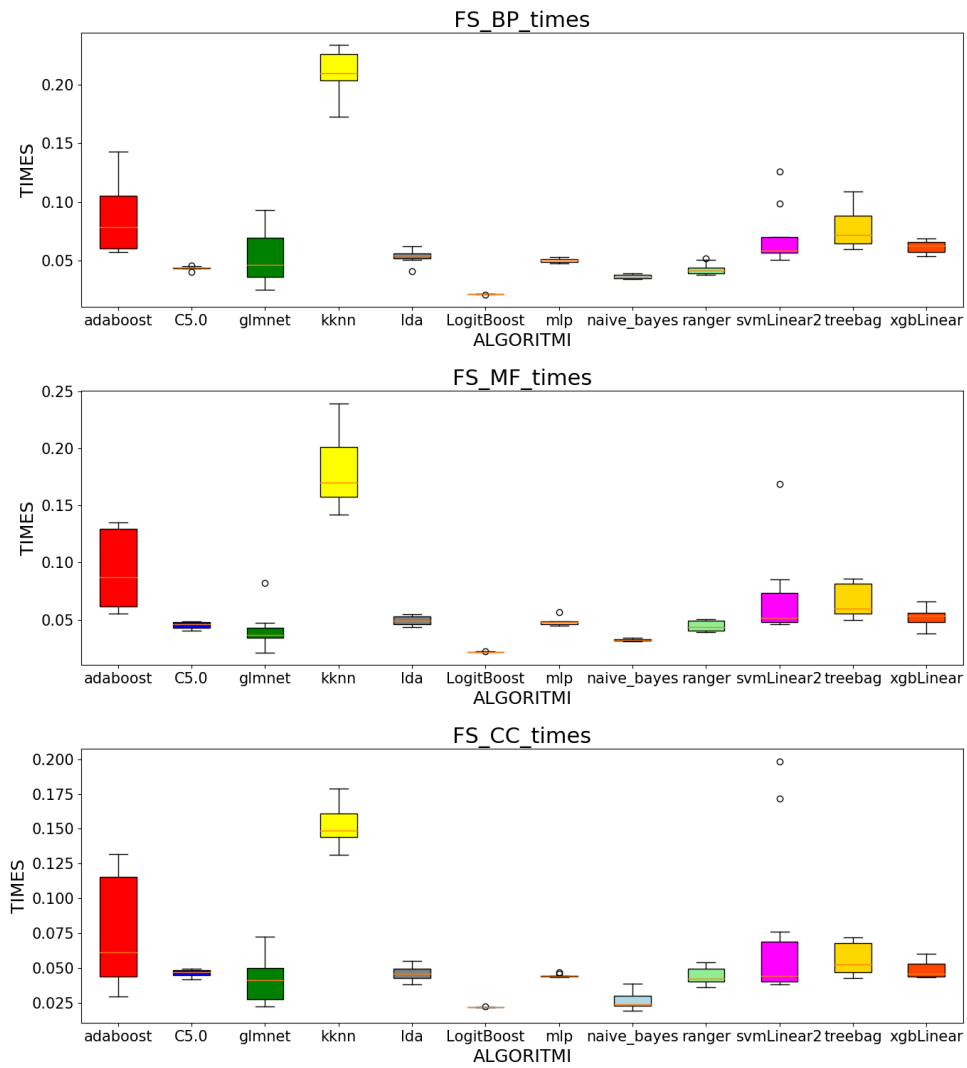 FS_BP_times
TIMES
0.20
0.15
0.10
0.05
adaboost C5.0 glmnet kknn lda LogitBoost mlp naive_bayes ranger svmLinear2 treebag xgbLinear
ALGORITMI
FS_MF_times
TIMES
0.25
0.20
0.15
0.10
0.05
adaboost C5.0 glmnet kknn lda LogitBoost mlp naive_bayes ranger svmLinear2 treebag xgbLinear
ALGORITMI
FS_CC_times
TIMES
0.200
0.175
0.150
0.125
0.100
0.075
0.050
0.025
adaboost C5.0 glmnet kknn lda LogitBoost mlp naive_bayes ranger svmLinear2 treebag xgbLinear
ALGORITMI